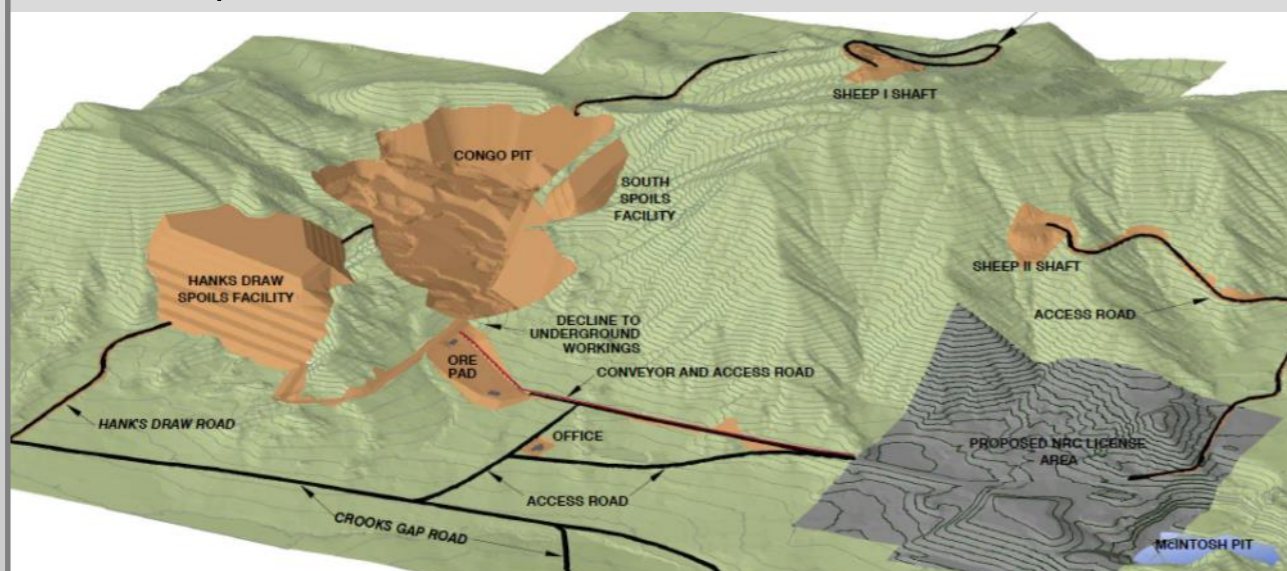 SHEEP I SHAFT
CONGO PIT
SOUTH
SPOILS
FACILITY
HANKS DRAW
SPOILS FACILITY
SHEEP II SHAFT
ACCESS ROAD
DECLINE TO
UNDERGROUND
WORKINGS
ORE
PAD
CONVEYOR AND ACCESS ROAD
HANK'S DRAW ROAD
OFFICE
PROPOSED NRC LICENSE
AREA
ACCESS ROAD
CROOKS GAP ROAD
McINTOSH PIT